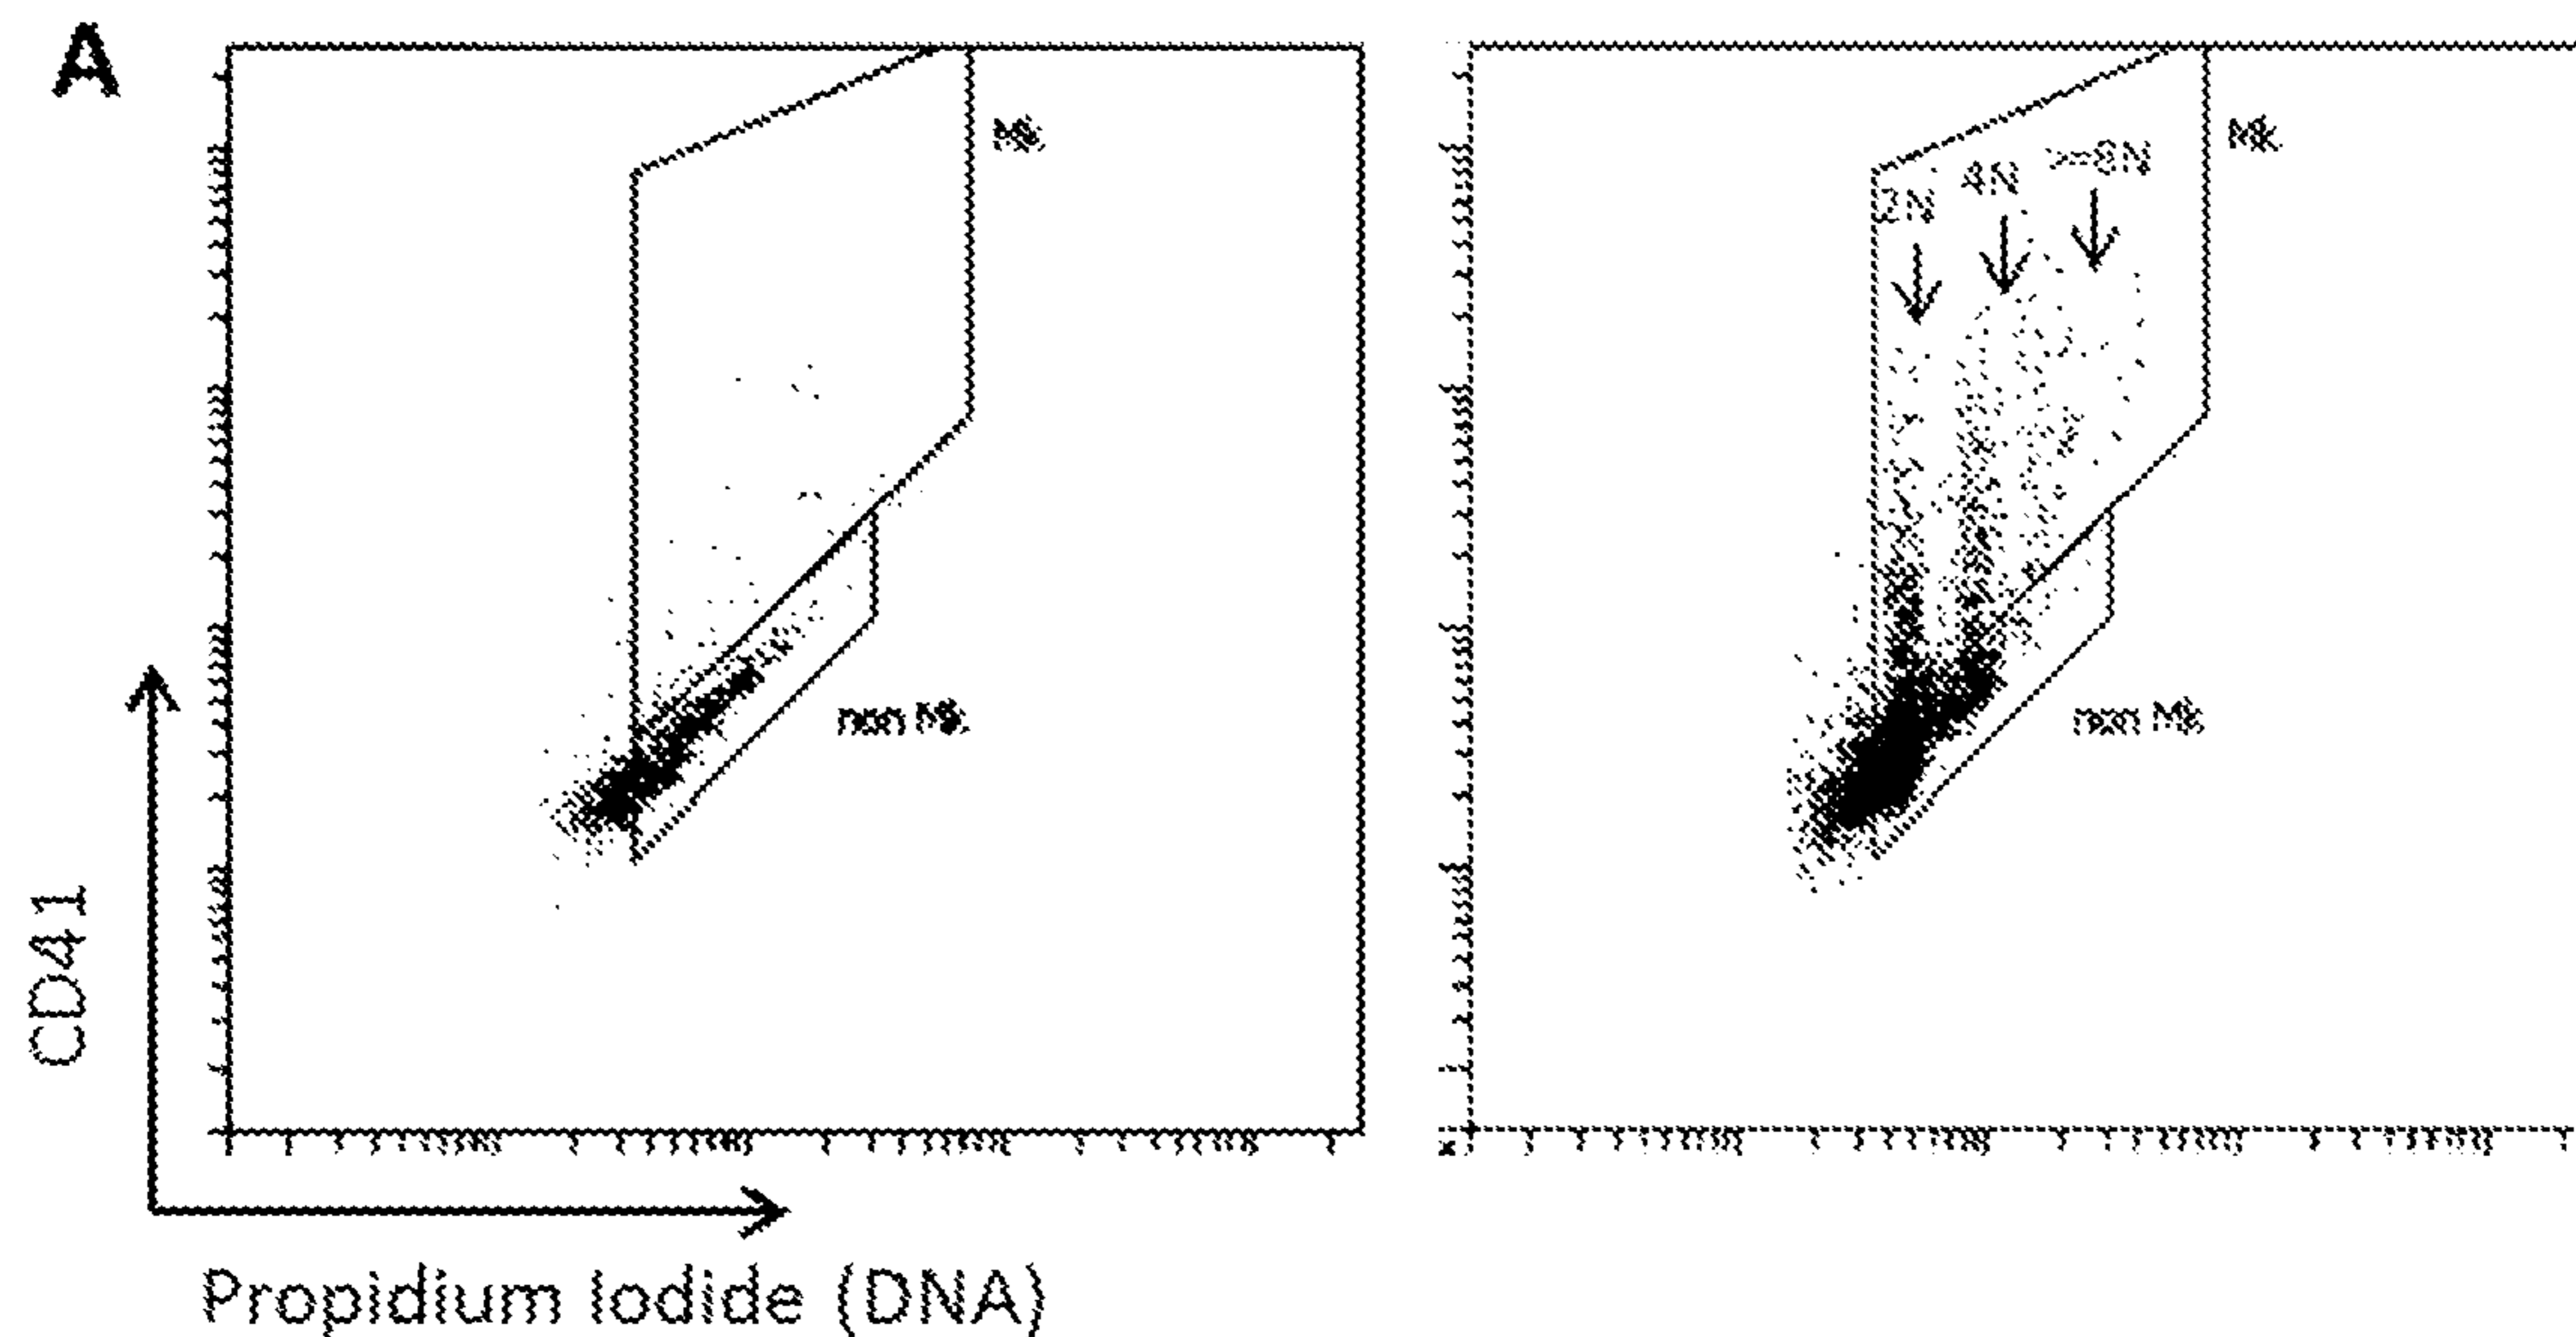 A
Mk
Mk
2N
4N
>=8N
non Mk
non Mk
CD41
Propidium Iodide (DNA)